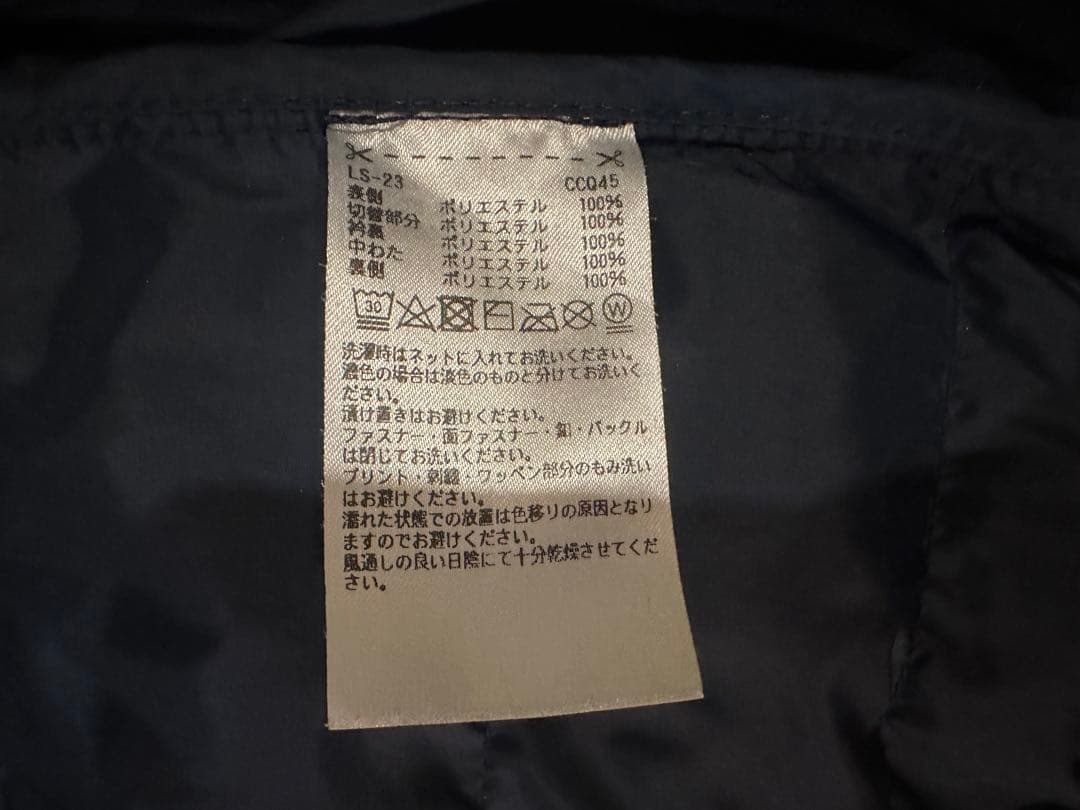 LS-23 CCQ45
表側 ポリエステル 100%
切替部分 ポリエステル 100%
衿裏 ポリエステル 100%
中わた ポリエステル 100%
裏側 ポリエステル 100%
30 W
洗濯時はネットに入れてお洗いください。
濃色の場合は淡色のものと分けてお洗いく
ださい。
漬け置きはお避けください。
ファスナー・面ファスナー・釦・バックル
は閉じてお洗いください。
プリント・刺繍・ワッペン部分のもみ洗い
はお避けください。
濡れた状態での放置は色移りの原因となり
ますのでお避けください。
風通しの良い日陰にて十分乾燥させてくだ
さい。